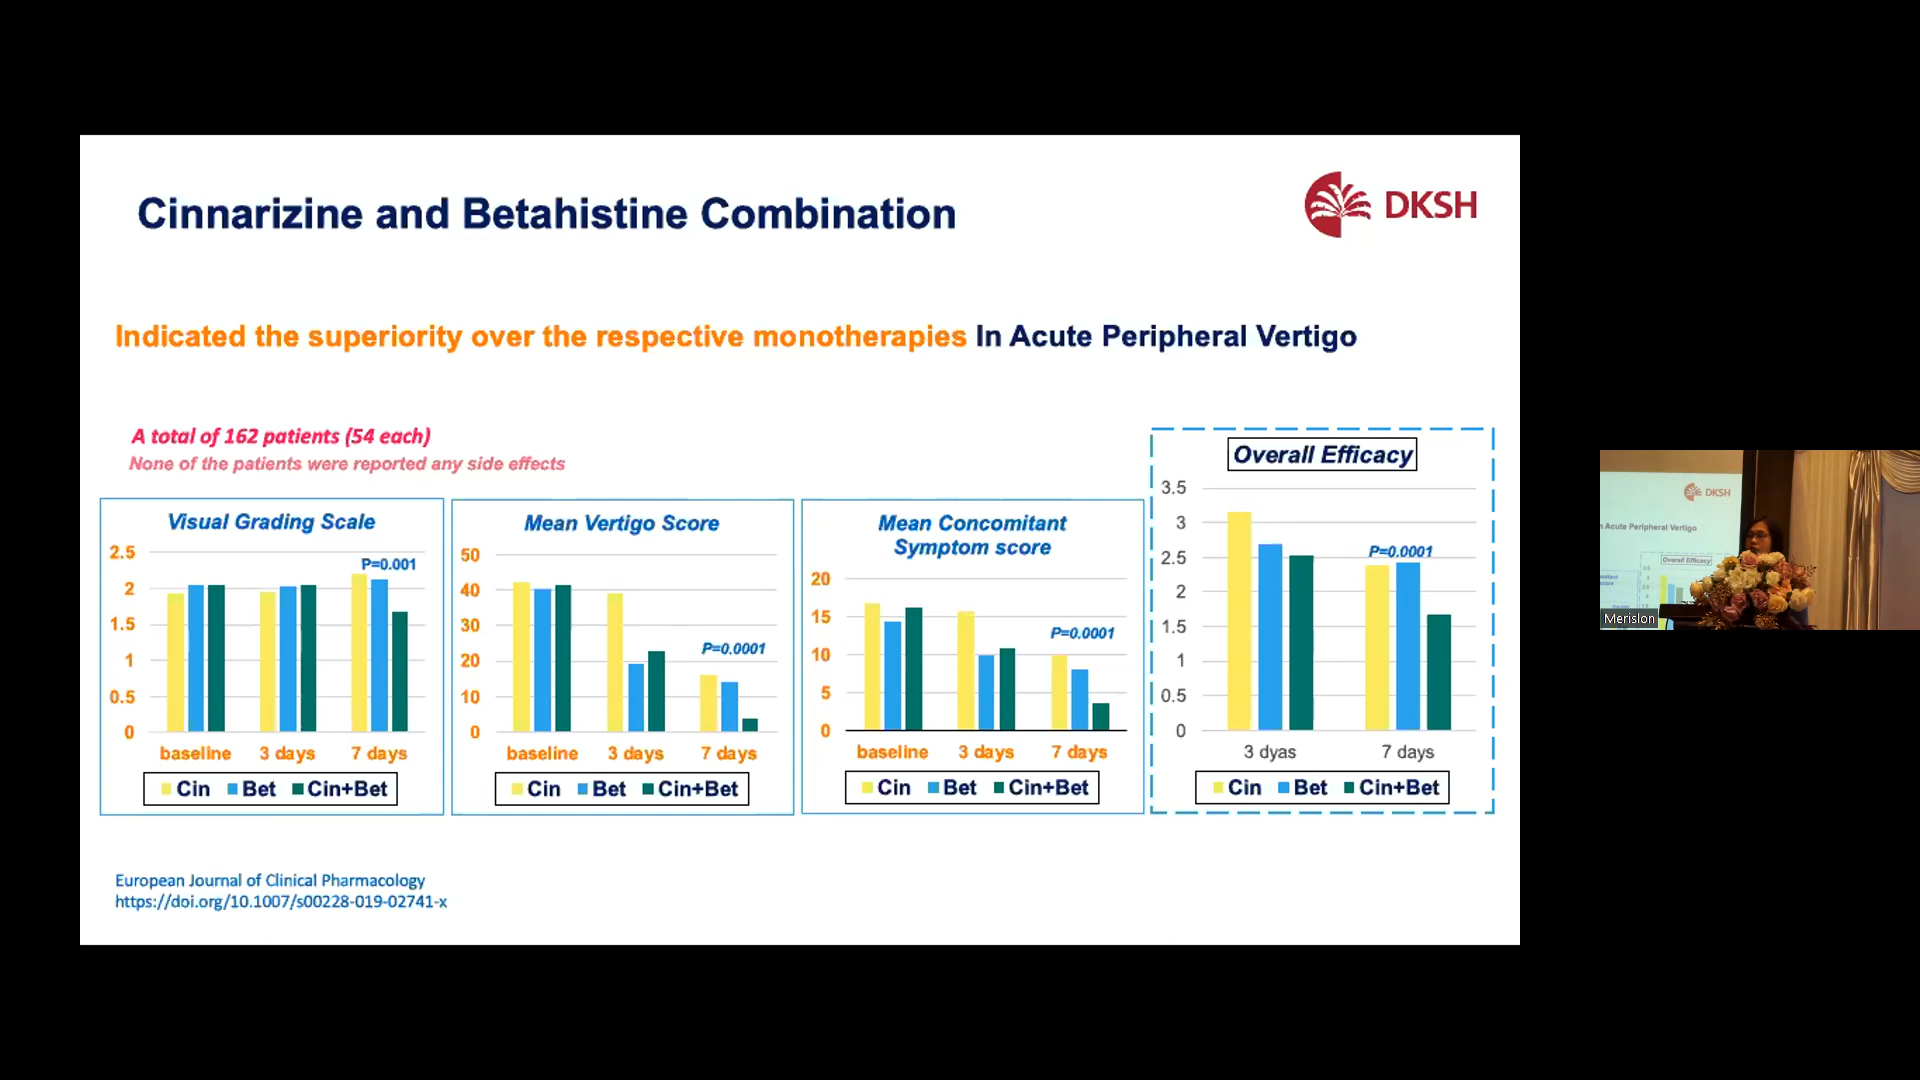 Cinnarizine and Betahistine Combination
DKSH
Indicated the superiority over the respective monotherapies In Acute Peripheral Vertigo
A total of 162 patients (54 each)
None of the patients were reported any side effects
Visual Grading Scale
2.5
2
1.5
1
0.5
0
P=0.001
baseline 3 days 7 days
Cin Bet Cin+Bet
Mean Vertigo Score
50
40
30
20
10
0
P=0.0001
baseline 3 days 7 days
Cin Bet Cin+Bet
Mean Concomitant
Symptom score
20
15
10
5
0
P=0.0001
baseline 3 days 7 days
Cin Bet Cin+Bet
Overall Efficacy
3.5
3
2.5
2
1.5
1
0.5
0
P=0.0001
3 dyas 7 days
Cin Bet Cin+Bet
European Journal of Clinical Pharmacology
https://doi.org/10.1007/s00228-019-02741-x
DKSH
n Acute Peripheral Vertigo
Overall Efficacy
Merislon